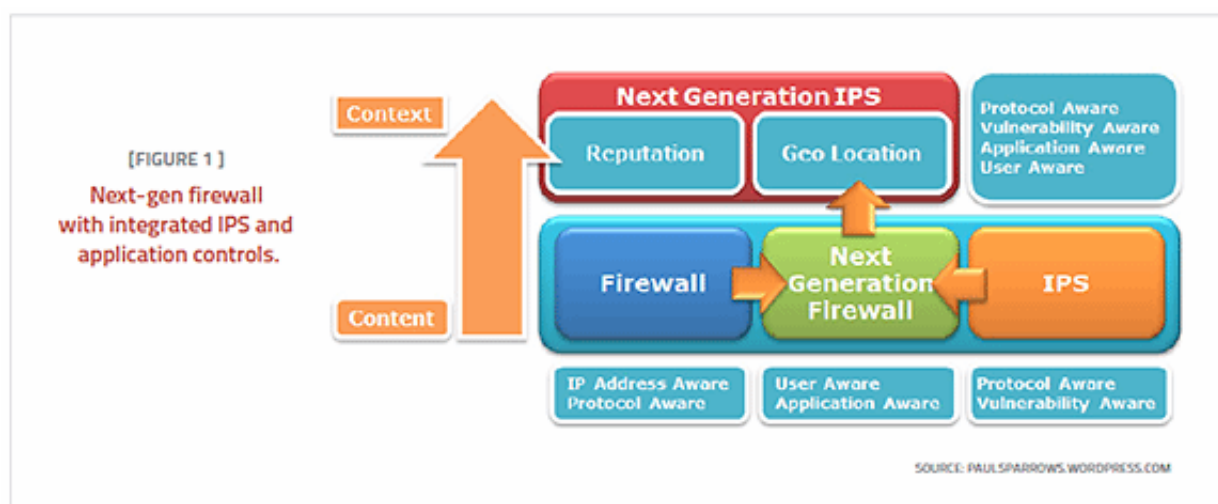 [FIGURE 1 ]
Next-gen firewall
with integrated IPS and
application controls.
Context
Content
Next Generation IPS
Reputation
Geo Location
Protocol Aware
Vulnerability Aware
Application Aware
User Aware
Firewall
Next
Generation
Firewall
IPS
IP Address Aware
Protocol Aware
User Aware
Application Aware
Protocol Aware
Vulnerability Aware
SOURCE: PAULSPARROWS.WORDPRESS.COM